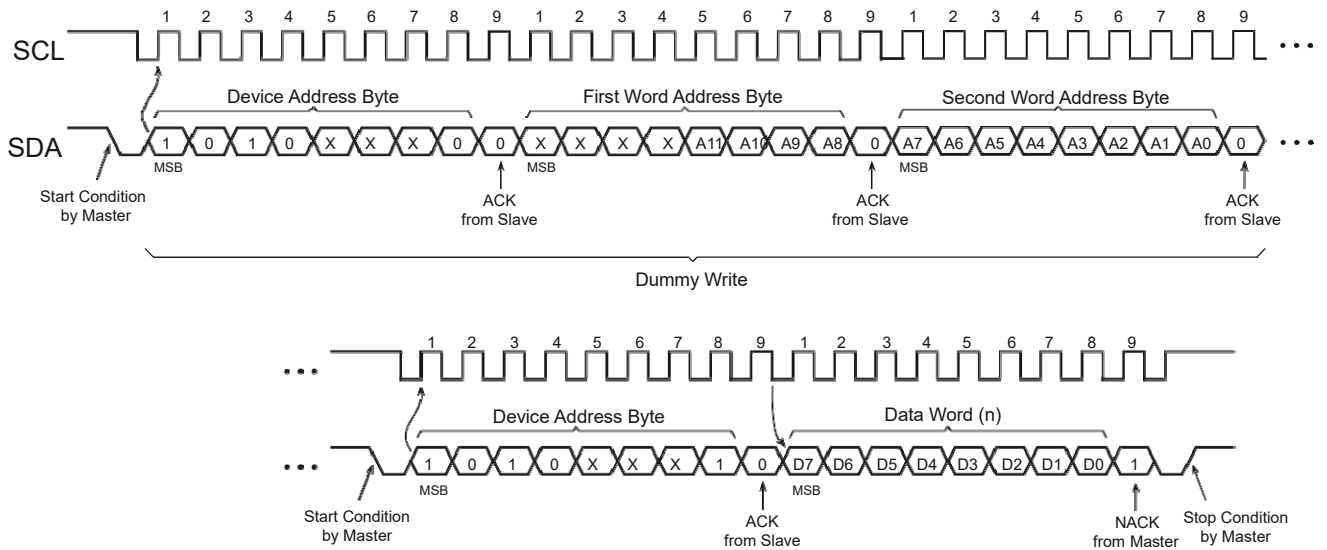 1 2 3 4 5 6 7 8 9 1 2 3 4 5 6 7 8 9 1 2 3 4 5 6 7 8 9
SCL
Device Address Byte First Word Address Byte Second Word Address Byte
SDA 1 0 1 0 X X X 0 0 X X X X A11 A10 A9 A8 0 A7 A6 A5 A4 A3 A2 A1 A0 0
MSB MSB MSB
Start Condition
by Master
ACK
from Slave
ACK
from Slave
ACK
from Slave
Dummy Write
1 2 3 4 5 6 7 8 9 1 2 3 4 5 6 7 8 9
Device Address Byte Data Word (n)
1 0 1 0 X X X 1 0 D7 D6 D5 D4 D3 D2 D1 D0 1
MSB MSB
Start Condition
by Master
ACK
from Slave
NACK
from Master
Stop Condition
by Master